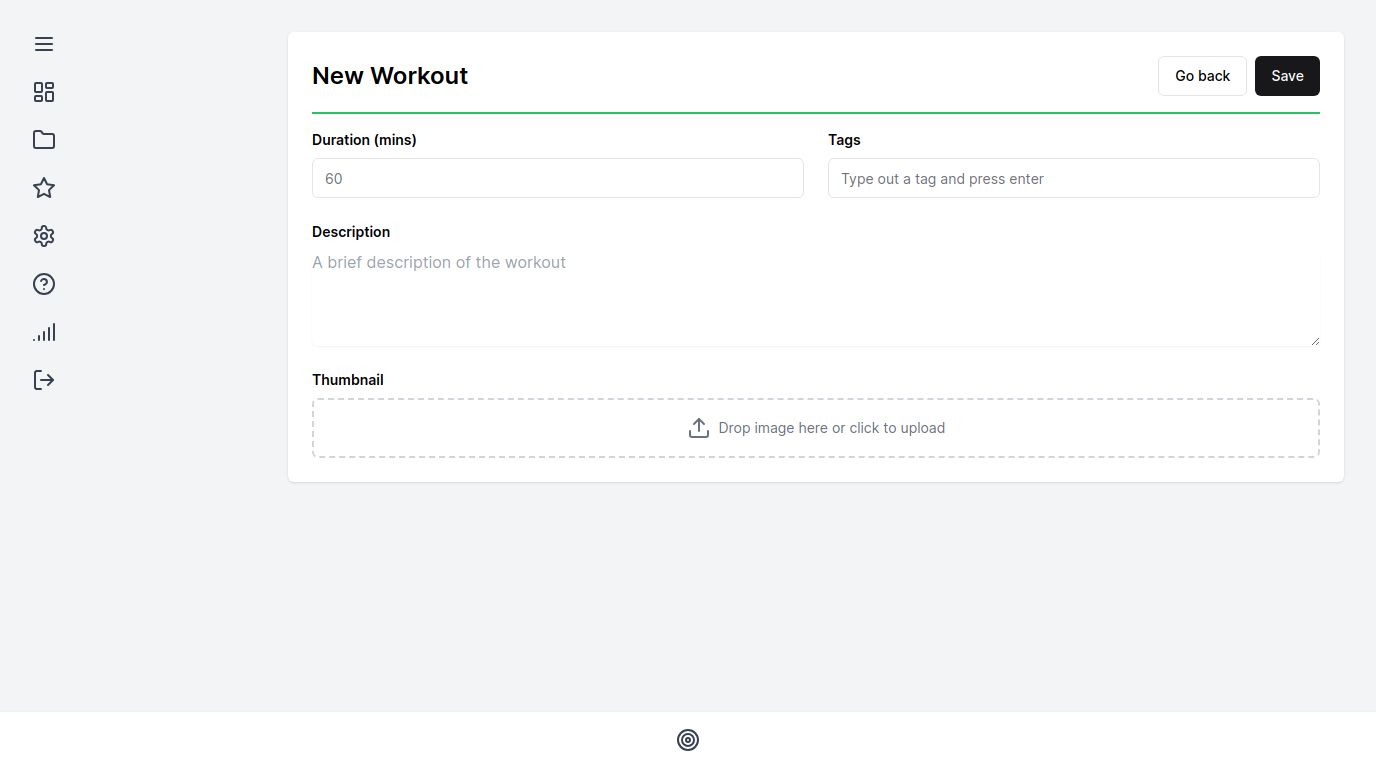 New Workout
Go back
Save
Duration (mins)
Tags
60
Type out a tag and press enter
Description
A brief description of the workout
Thumbnail
Drop image here or click to upload